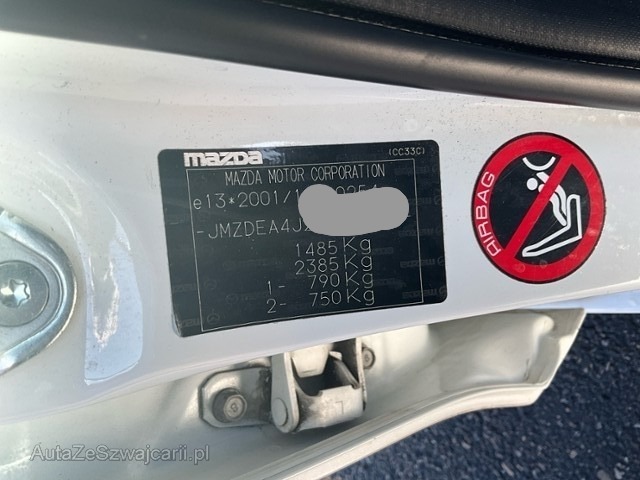 mazda
(CC33C)
MAZDA MOTOR CORPORATION
e13*2001/1
-JMZDEA4J
1485 Kg
2385 Kg
1- 790 Kg
2- 750 Kg
AIRBAG
AutaZeSzwajcarii.pl